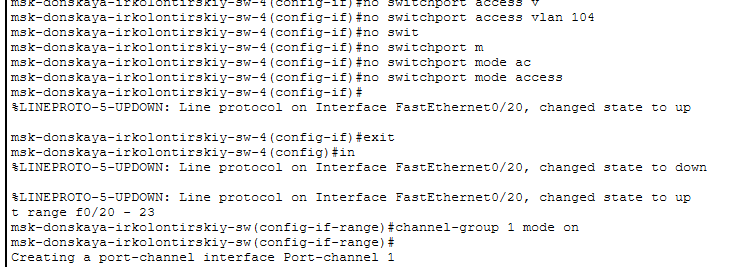 msk-donskaya-irkolontirskiy-sw-4(config-if)#no switchport access v
msk-donskaya-irkolontirskiy-sw-4(config-if)#no switchport access vlan 104
msk-donskaya-irkolontirskiy-sw-4(config-if)#no swit
msk-donskaya-irkolontirskiy-sw-4(config-if)#no switchport m
msk-donskaya-irkolontirskiy-sw-4(config-if)#no switchport mode ac
msk-donskaya-irkolontirskiy-sw-4(config-if)#no switchport mode access
msk-donskaya-irkolontirskiy-sw-4(config-if)#
%LINEPROTO-5-UPDOWN: Line protocol on Interface FastEthernet0/20, changed state to up
msk-donskaya-irkolontirskiy-sw-4(config-if)#exit
msk-donskaya-irkolontirskiy-sw-4(config)#in
%LINEPROTO-5-UPDOWN: Line protocol on Interface FastEthernet0/20, changed state to down
%LINEPROTO-5-UPDOWN: Line protocol on Interface FastEthernet0/20, changed state to up
t range f0/20 - 23
msk-donskaya-irkolontirskiy-sw(config-if-range)#channel-group 1 mode on
msk-donskaya-irkolontirskiy-sw(config-if-range)#
Creating a port-channel interface Port-channel 1